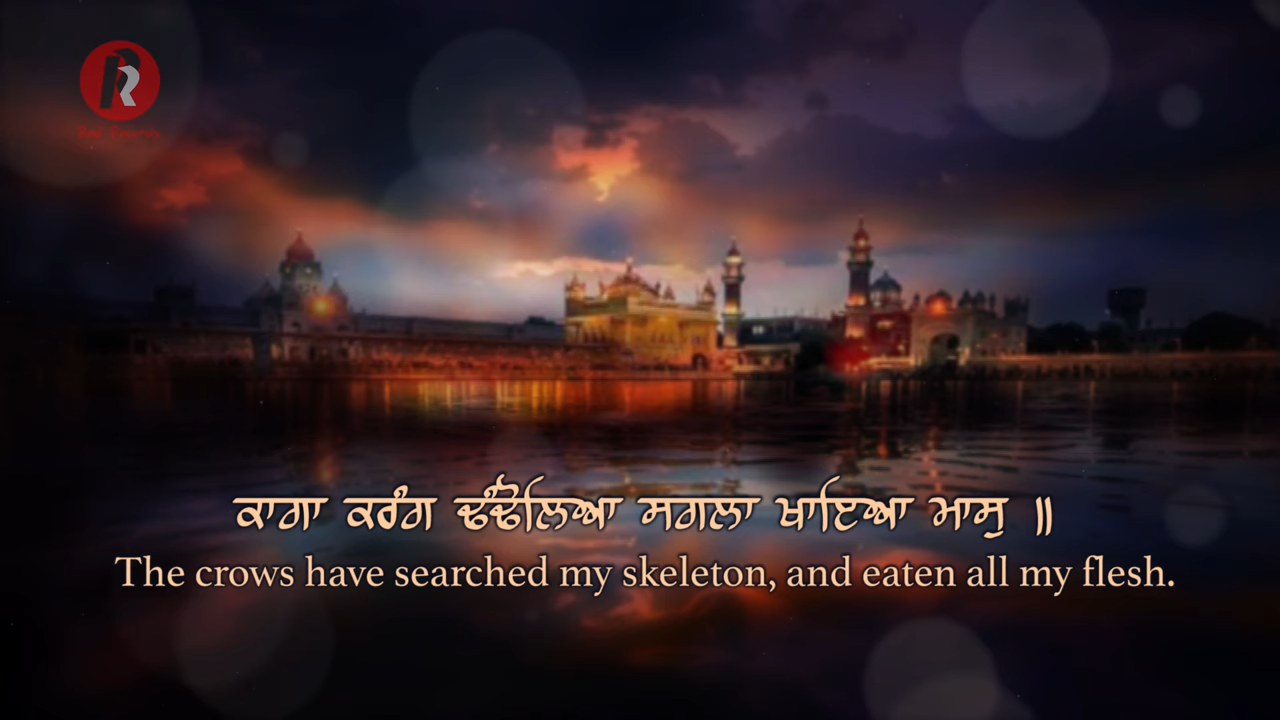 ਕਾਗਾ ਕਰੰਗ ਢੰਢੋਲਿਆ ਸਗਲਾ ਖਾਇਆ ਮਾਸੁ ॥
The crows have searched my skeleton, and eaten all my flesh.